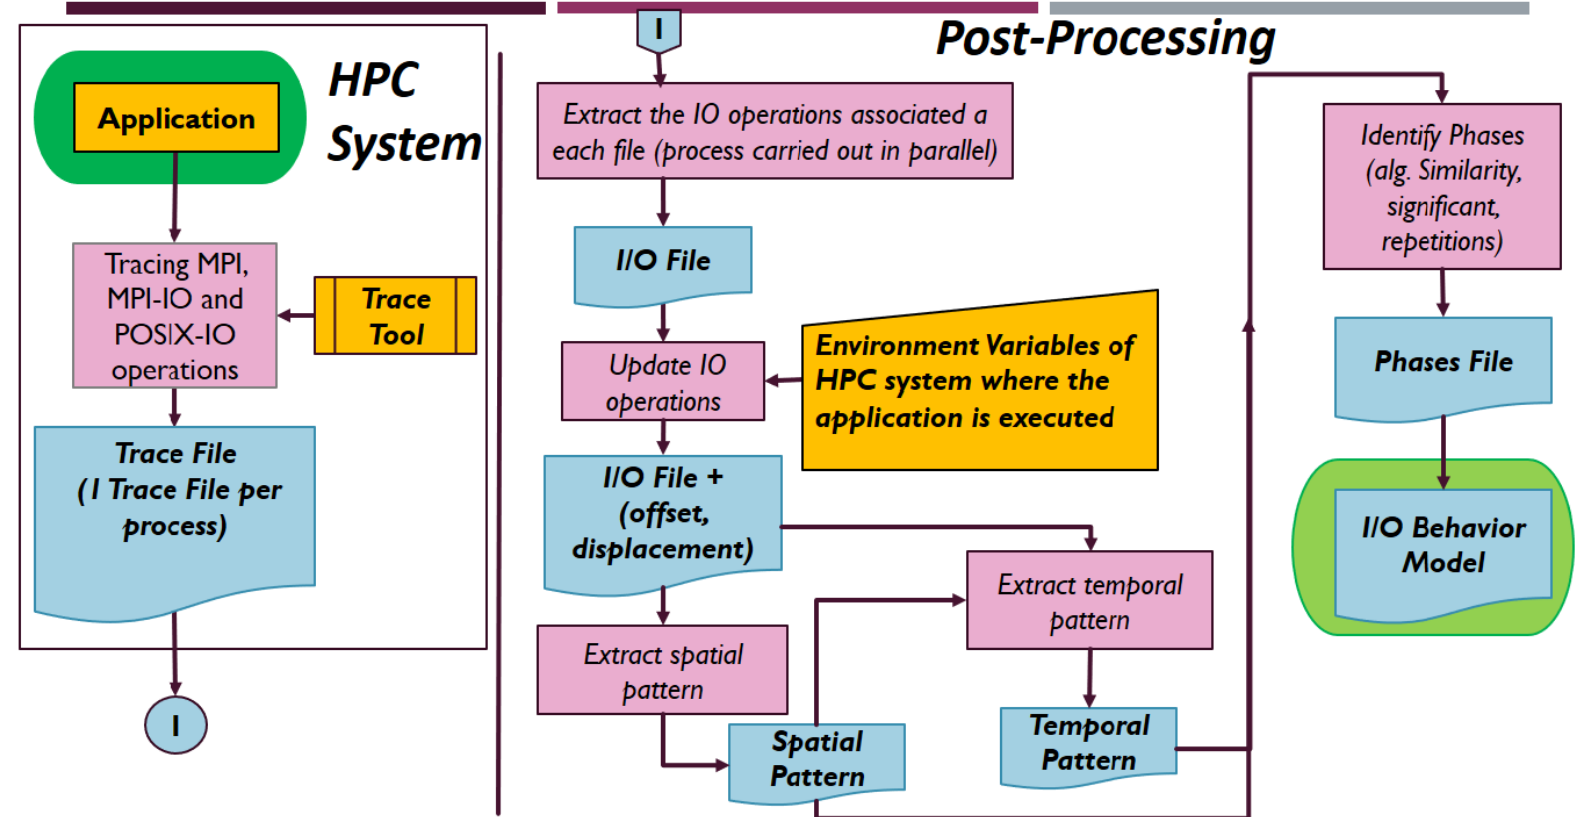 HPC
System
Application
Tracing MPI,
MPI-IO and
POSIX-IO
operations
Trace
Tool
Trace File
(1 Trace File per
process)
1
1
Post-Processing
Extract the IO operations associated a
each file (process carried out in parallel)
I/O File
Update IO
operations
Environment Variables of
HPC system where the
application is executed
I/O File +
(offset,
displacement)
Extract spatial
pattern
Spatial
Pattern
Extract temporal
pattern
Temporal
Pattern
Identify Phases
(alg. Similarity,
significant,
repetitions)
Phases File
I/O Behavior
Model